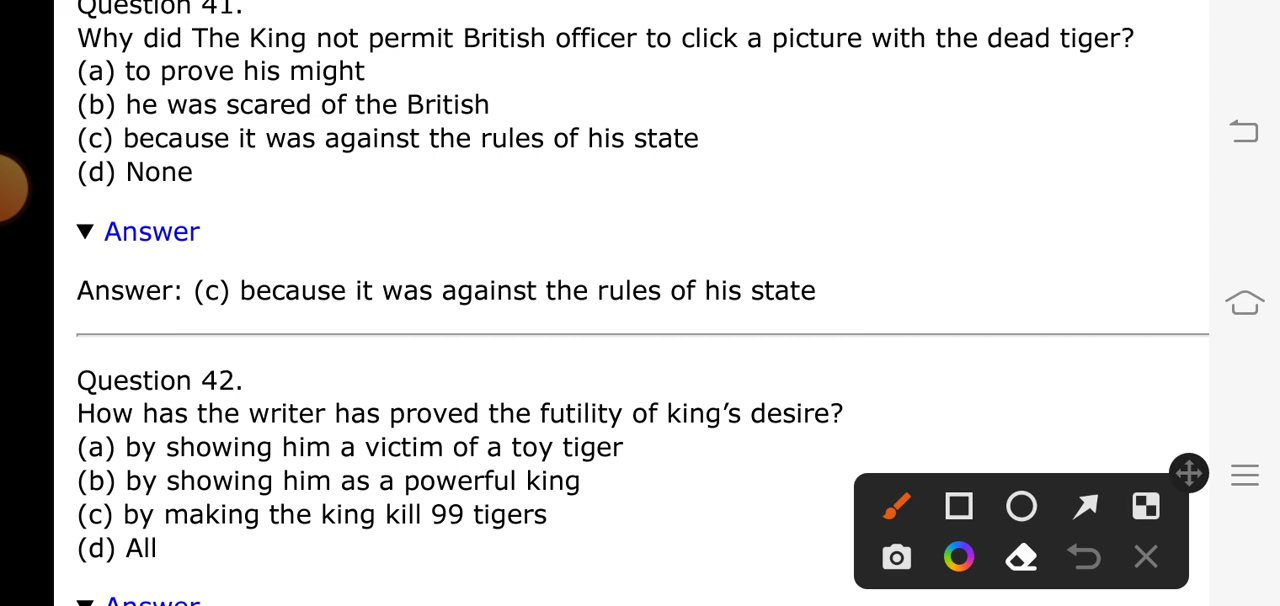 Question 41.
Why did The King not permit British officer to click a picture with the dead tiger?
(a) to prove his might
(b) he was scared of the British
(c) because it was against the rules of his state
(d) None
▼ Answer
Answer: (c) because it was against the rules of his state
Question 42.
How has the writer has proved the futility of king’s desire?
(a) by showing him a victim of a toy tiger
(b) by showing him as a powerful king
(c) by making the king kill 99 tigers
(d) All
▼ Answer